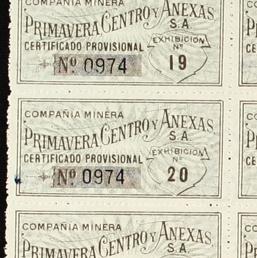 COMPAÑIA MINERA
PRIMAVERA CENTRO Y ANEXAS
S.A
CERTIFICADO PROVISIONAL
EXHIBICION
Nº
Nº 0974
19
COMPAÑIA MINERA
PRIMAVERA CENTRO Y ANEXAS
S.A.
CERTIFICADO PROVISIONAL
EXHIBICION
Nº
Nº 0974
20
COMPAÑIA MINERA
PRIMAVERA CENTRO Y ANEXAS
S.A.